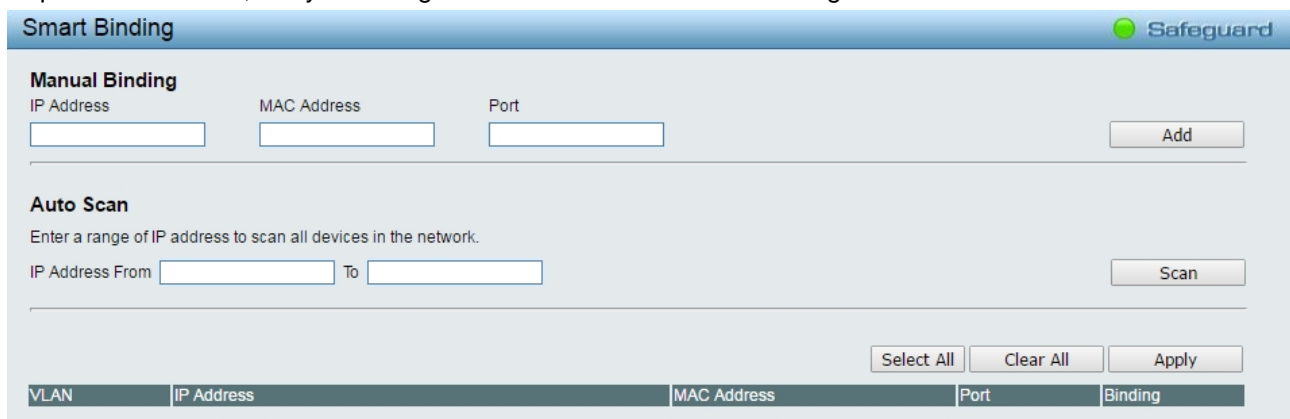 Smart Binding Safeguard
Manual Binding
IP Address MAC Address Port
Add
Auto Scan
Enter a range of IP address to scan all devices in the network.
IP Address From To Scan
Select All Clear All Apply
VLAN IP Address MAC Address Port Binding